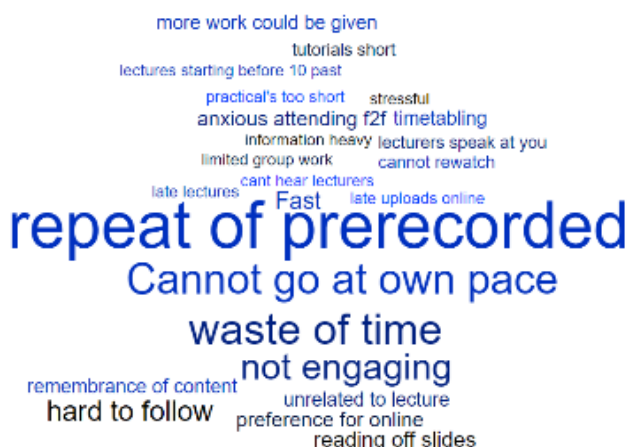 more work could be given
tutorials short
lectures starting before 10 past
practical's too short stressful
anxious attending f2f timetabling
information heavy lecturers speak at you
limited group work cannot rewatch
cant hear lecturers
late lectures Fast late uploads online
repeat of prerecorded
Cannot go at own pace
waste of time
not engaging
remembrance of content
unrelated to lecture
hard to follow preference for online
reading off slides